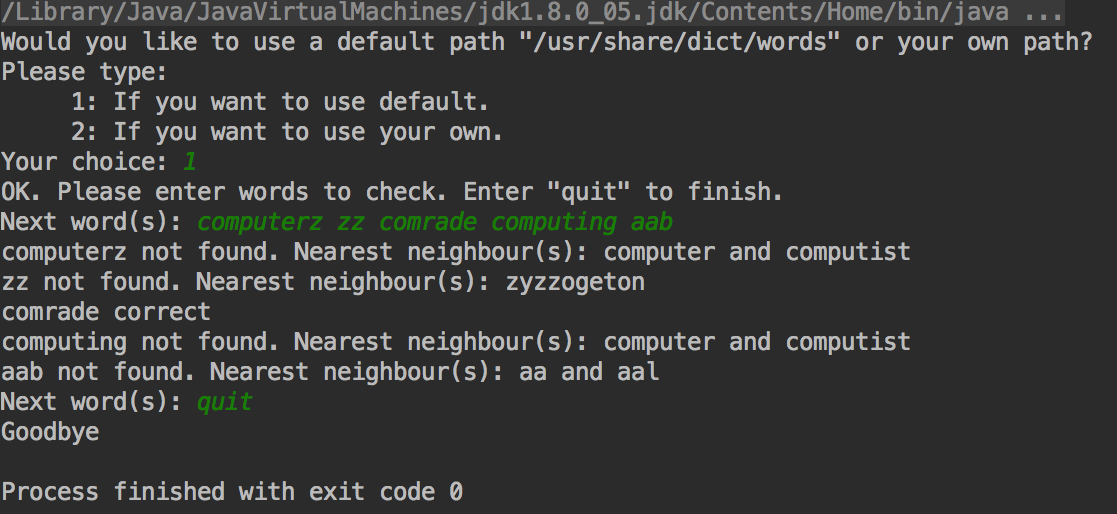 /Library/Java/JavaVirtualMachines/jdk1.8.0_05.jdk/Contents/Home/bin/java ...
Would you like to use a default path "/usr/share/dict/words" or your own path?
Please type:
     1: If you want to use default.
     2: If you want to use your own.
Your choice: 1
OK. Please enter words to check. Enter "quit" to finish.
Next word(s): computerz zz comrade computing aab
computerz not found. Nearest neighbour(s): computer and computist
zz not found. Nearest neighbour(s): zyzzogeton
comrade correct
computing not found. Nearest neighbour(s): computer and computist
aab not found. Nearest neighbour(s): aa and aal
Next word(s): quit
Goodbye
Process finished with exit code 0